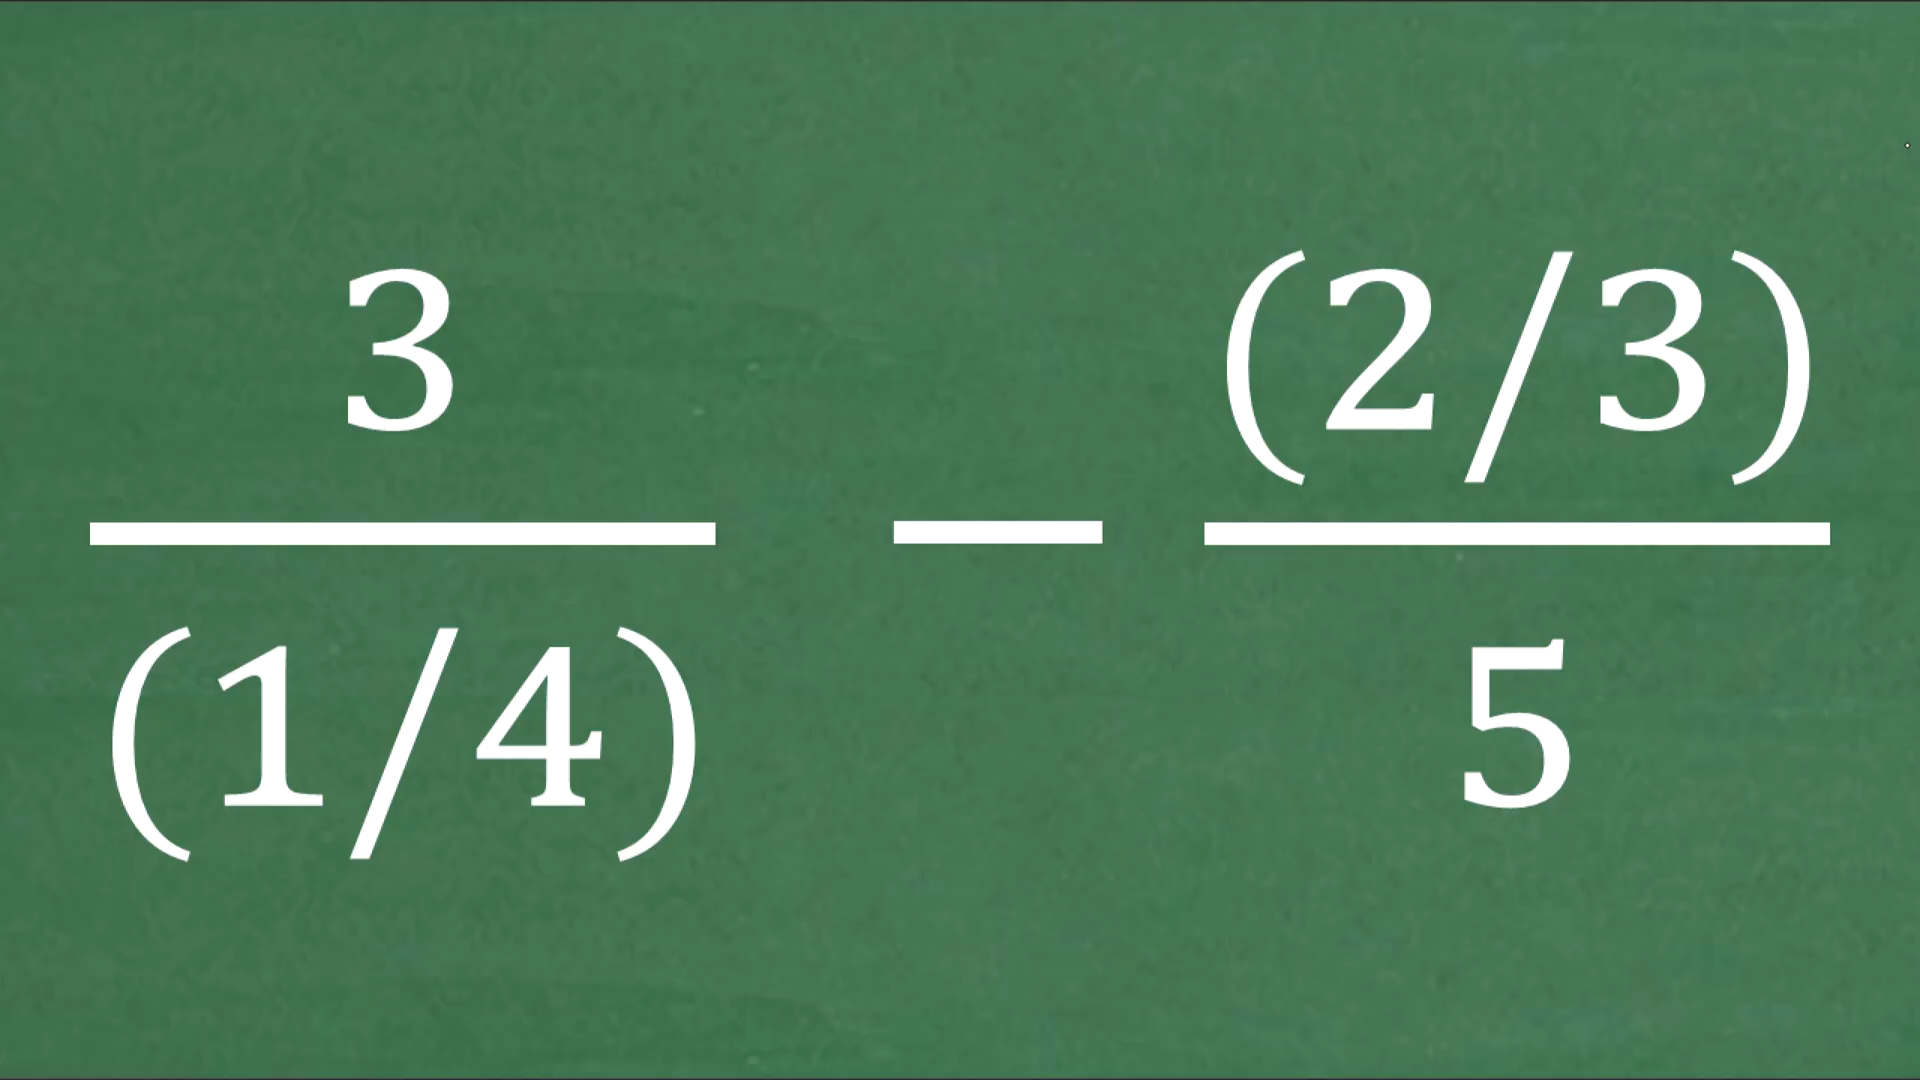 3 (2/3)
—
(1/4) 5